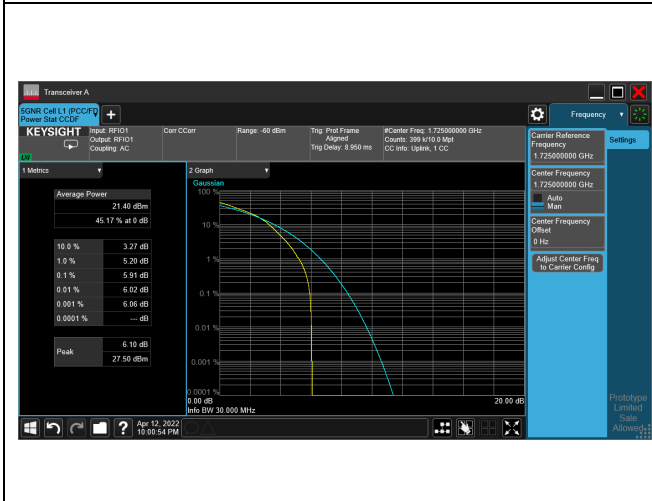 Transceiver A
5GNR Cell L1 (PCC/FD
Power Stat CCDF
Frequency
KEYSIGHT
Input: RFIO1
Output: RFIO1
Coupling: AC
Corr CCorr
Range: -60 dBm
Trig: Prot Frame
Aligned
Trig Delay: 8.950 ms
#Center Freq: 1.725000000 GHz
Counts: 399 k/10.0 Mpt
CC Info: Uplink, 1 CC
1 Metrics
Average Power
21.40 dBm
45.17 % at 0 dB
10.0 % 3.27 dB
1.0 % 5.20 dB
0.1 % 5.91 dB
0.01 % 6.02 dB
0.001 % 6.06 dB
0.0001 % --- dB
Peak
6.10 dB
27.50 dBm
2 Graph
Gaussian
100 %
10 %
1 %
0.1 %
0.01 %
0.001 %
0.0001 %
0.00 dB 20.00 dB
Info BW 30.000 MHz
Carrier Reference
Frequency
1.725000000 GHz
Center Frequency
1.725000000 GHz
Auto
Man
Center Frequency
Offset
0 Hz
Adjust Center Freq
to Carrier Config
Settings
Prototype
Limited
Sale
Allowed
?
Apr 12, 2022
10:00:54 PM